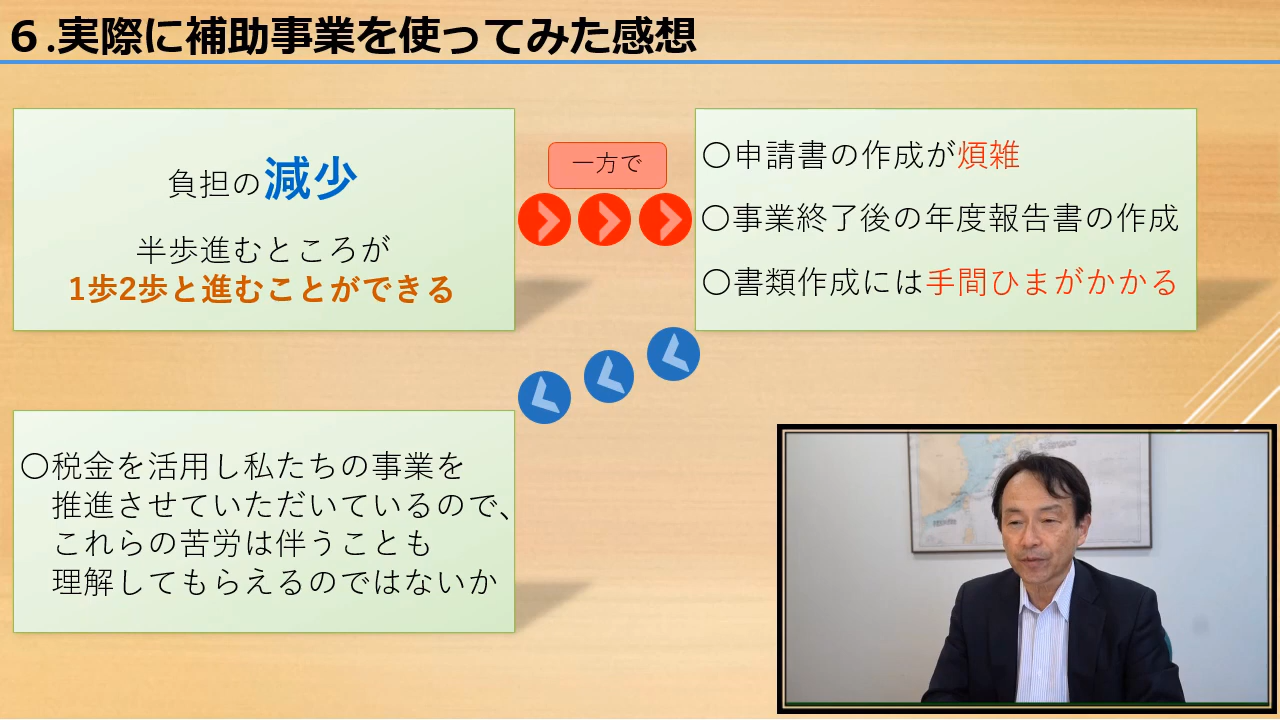 ６.実際に補助事業を使ってみた感想
負担の減少
半歩進むところが
1歩2歩と進むことができる
一方で
〇申請書の作成が煩雑
〇事業終了後の年度報告書の作成
〇書類作成には手間ひまがかかる
〇税金を活用し私たちの事業を
推進させていただいているので、
これらの苦労は伴うことも
理解してもらえるのではないか